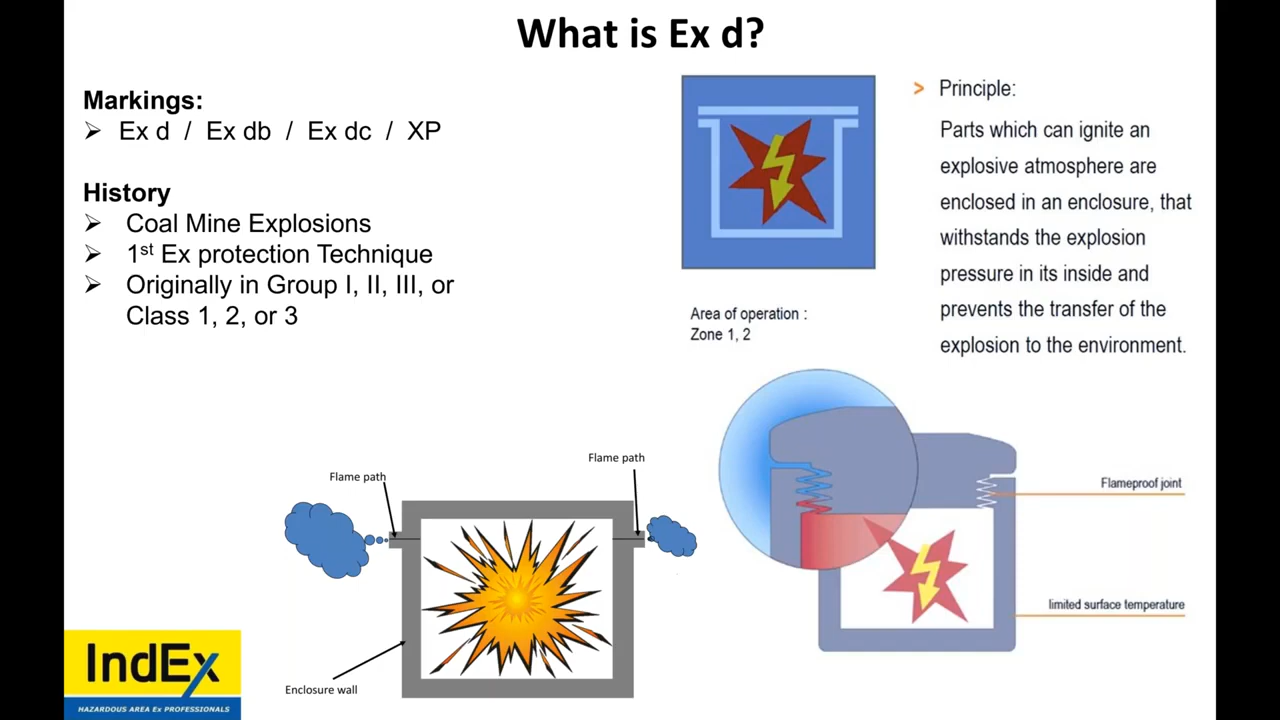 What is Ex d?
Markings:
➢ Ex d / Ex db / Ex dc / XP
History
➢ Coal Mine Explosions
➢ 1st Ex protection Technique
➢ Originally in Group I, II, III, or
Class 1, 2, or 3
> Principle:
Parts which can ignite an
explosive atmosphere are
enclosed in an enclosure, that
withstands the explosion
pressure in its inside and
prevents the transfer of the
explosion to the environment.
Area of operation :
Zone 1, 2
Flame path
Flame path
Enclosure wall
Flameproof joint
limited surface temperature
IndEx
HAZARDOUS AREA Ex PROFESSIONALS